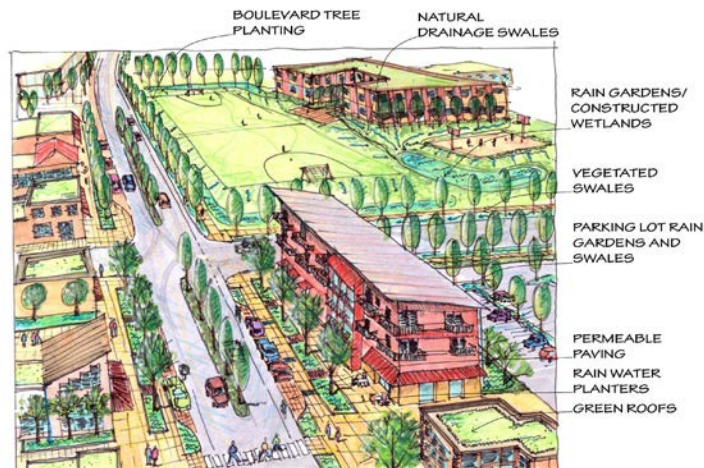 BOULEVARD TREE
PLANTING
NATURAL
DRAINAGE SWALES
RAIN GARDENS/
CONSTRUCTED
WETLANDS
VEGETATED
SWALES
PARKING LOT RAIN
GARDENS AND
SWALES
PERMEABLE
PAVING
RAIN WATER
PLANTERS
GREEN ROOFS